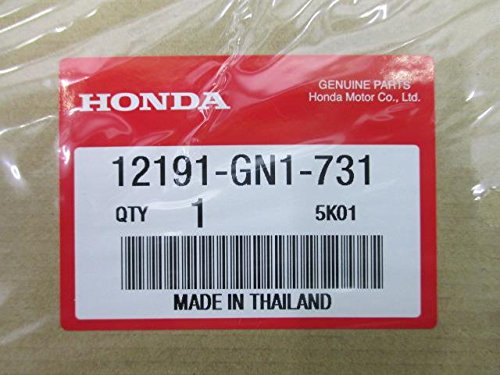 HONDA
GENUINE PARTS
Honda Motor Co., Ltd.
12191-GN1-731
QTY 1 5K01
MADE IN THAILAND